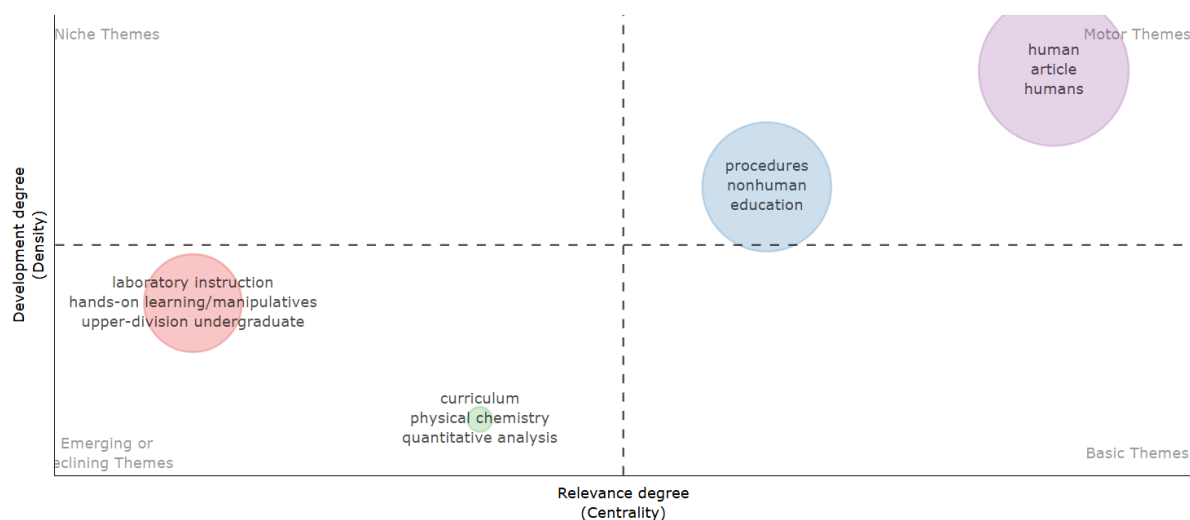 Niche Themes
Motor Themes
human
article
humans
procedures
nonhuman
education
Development degree
(Density)
laboratory instruction
hands-on learning/manipulatives
upper-division undergraduate
curriculum
physical chemistry
quantitative analysis
Emerging or
eclining Themes
Basic Themes
Relevance degree
(Centrality)